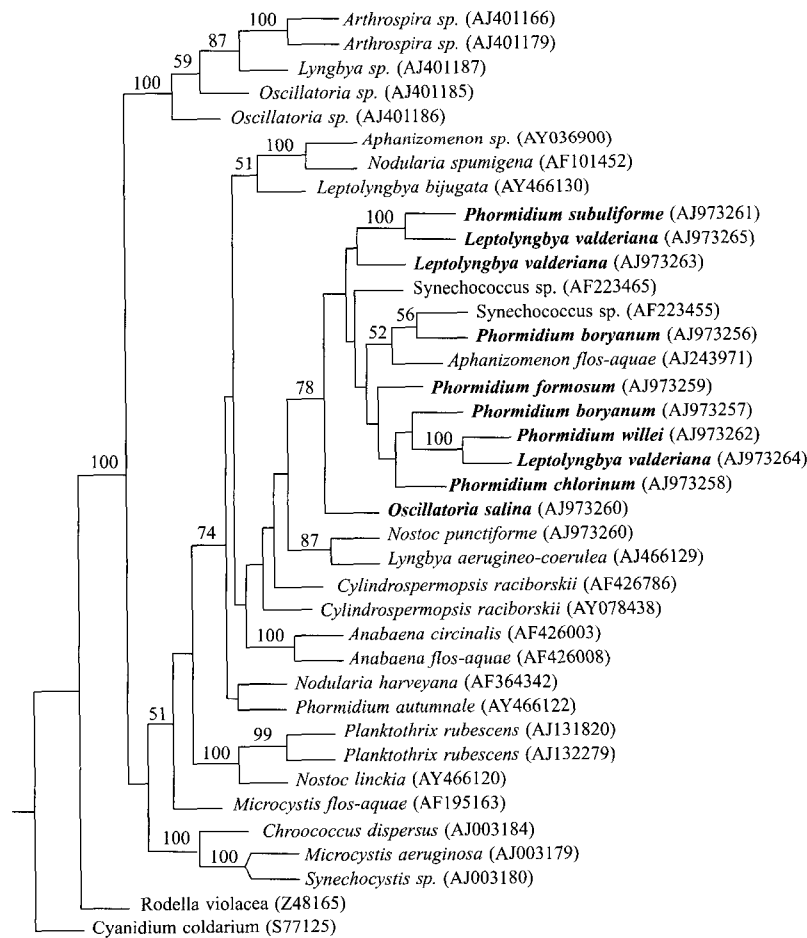 100 Arthrospira sp. (AJ401166)
87 Arthrospira sp. (AJ401179)
59 Lyngbya sp. (AJ401187)
100 Oscillatoria sp. (AJ401185)
Oscillatoria sp. (AJ401186)
100 Aphanizomenon sp. (AY036900)
51 Nodularia spumigena (AF101452)
Leptolyngbya bijugata (AY466130)
100 Phormidium subuliforme (AJ973261)
Leptolyngbya valderiana (AJ973265)
Leptolyngbya valderiana (AJ973263)
Synechococcus sp. (AF223465)
56 Synechococcus sp. (AF223455)
52 Phormidium boryanum (AJ973256)
Aphanizomenon flos-aquae (AJ243971)
78 Phormidium formosum (AJ973259)
Phormidium boryanum (AJ973257)
100 Phormidium willei (AJ973262)
100 Leptolyngbya valderiana (AJ973264)
Phormidium chlorinum (AJ973258)
Oscillatoria salina (AJ973260)
74 87 Nostoc punctiforme (AJ973260)
Lyngbya aerugineo-coerulea (AJ466129)
Cylindrospermopsis raciborskii (AF426786)
Cylindrospermopsis raciborskii (AY078438)
100 Anabaena circinalis (AF426003)
Anabaena flos-aquae (AF426008)
Nodularia harveyana (AF364342)
51 Phormidium autumnale (AY466122)
99 Planktothrix rubescens (AJ131820)
100 Planktothrix rubescens (AJ132279)
Nostoc linckia (AY466120)
Microcystis flos-aquae (AF195163)
100 Chroococcus dispersus (AJ003184)
100 Microcystis aeruginosa (AJ003179)
Synechocystis sp. (AJ003180)
Rodella violacea (Z48165)
Cyanidium coldarium (S77125)